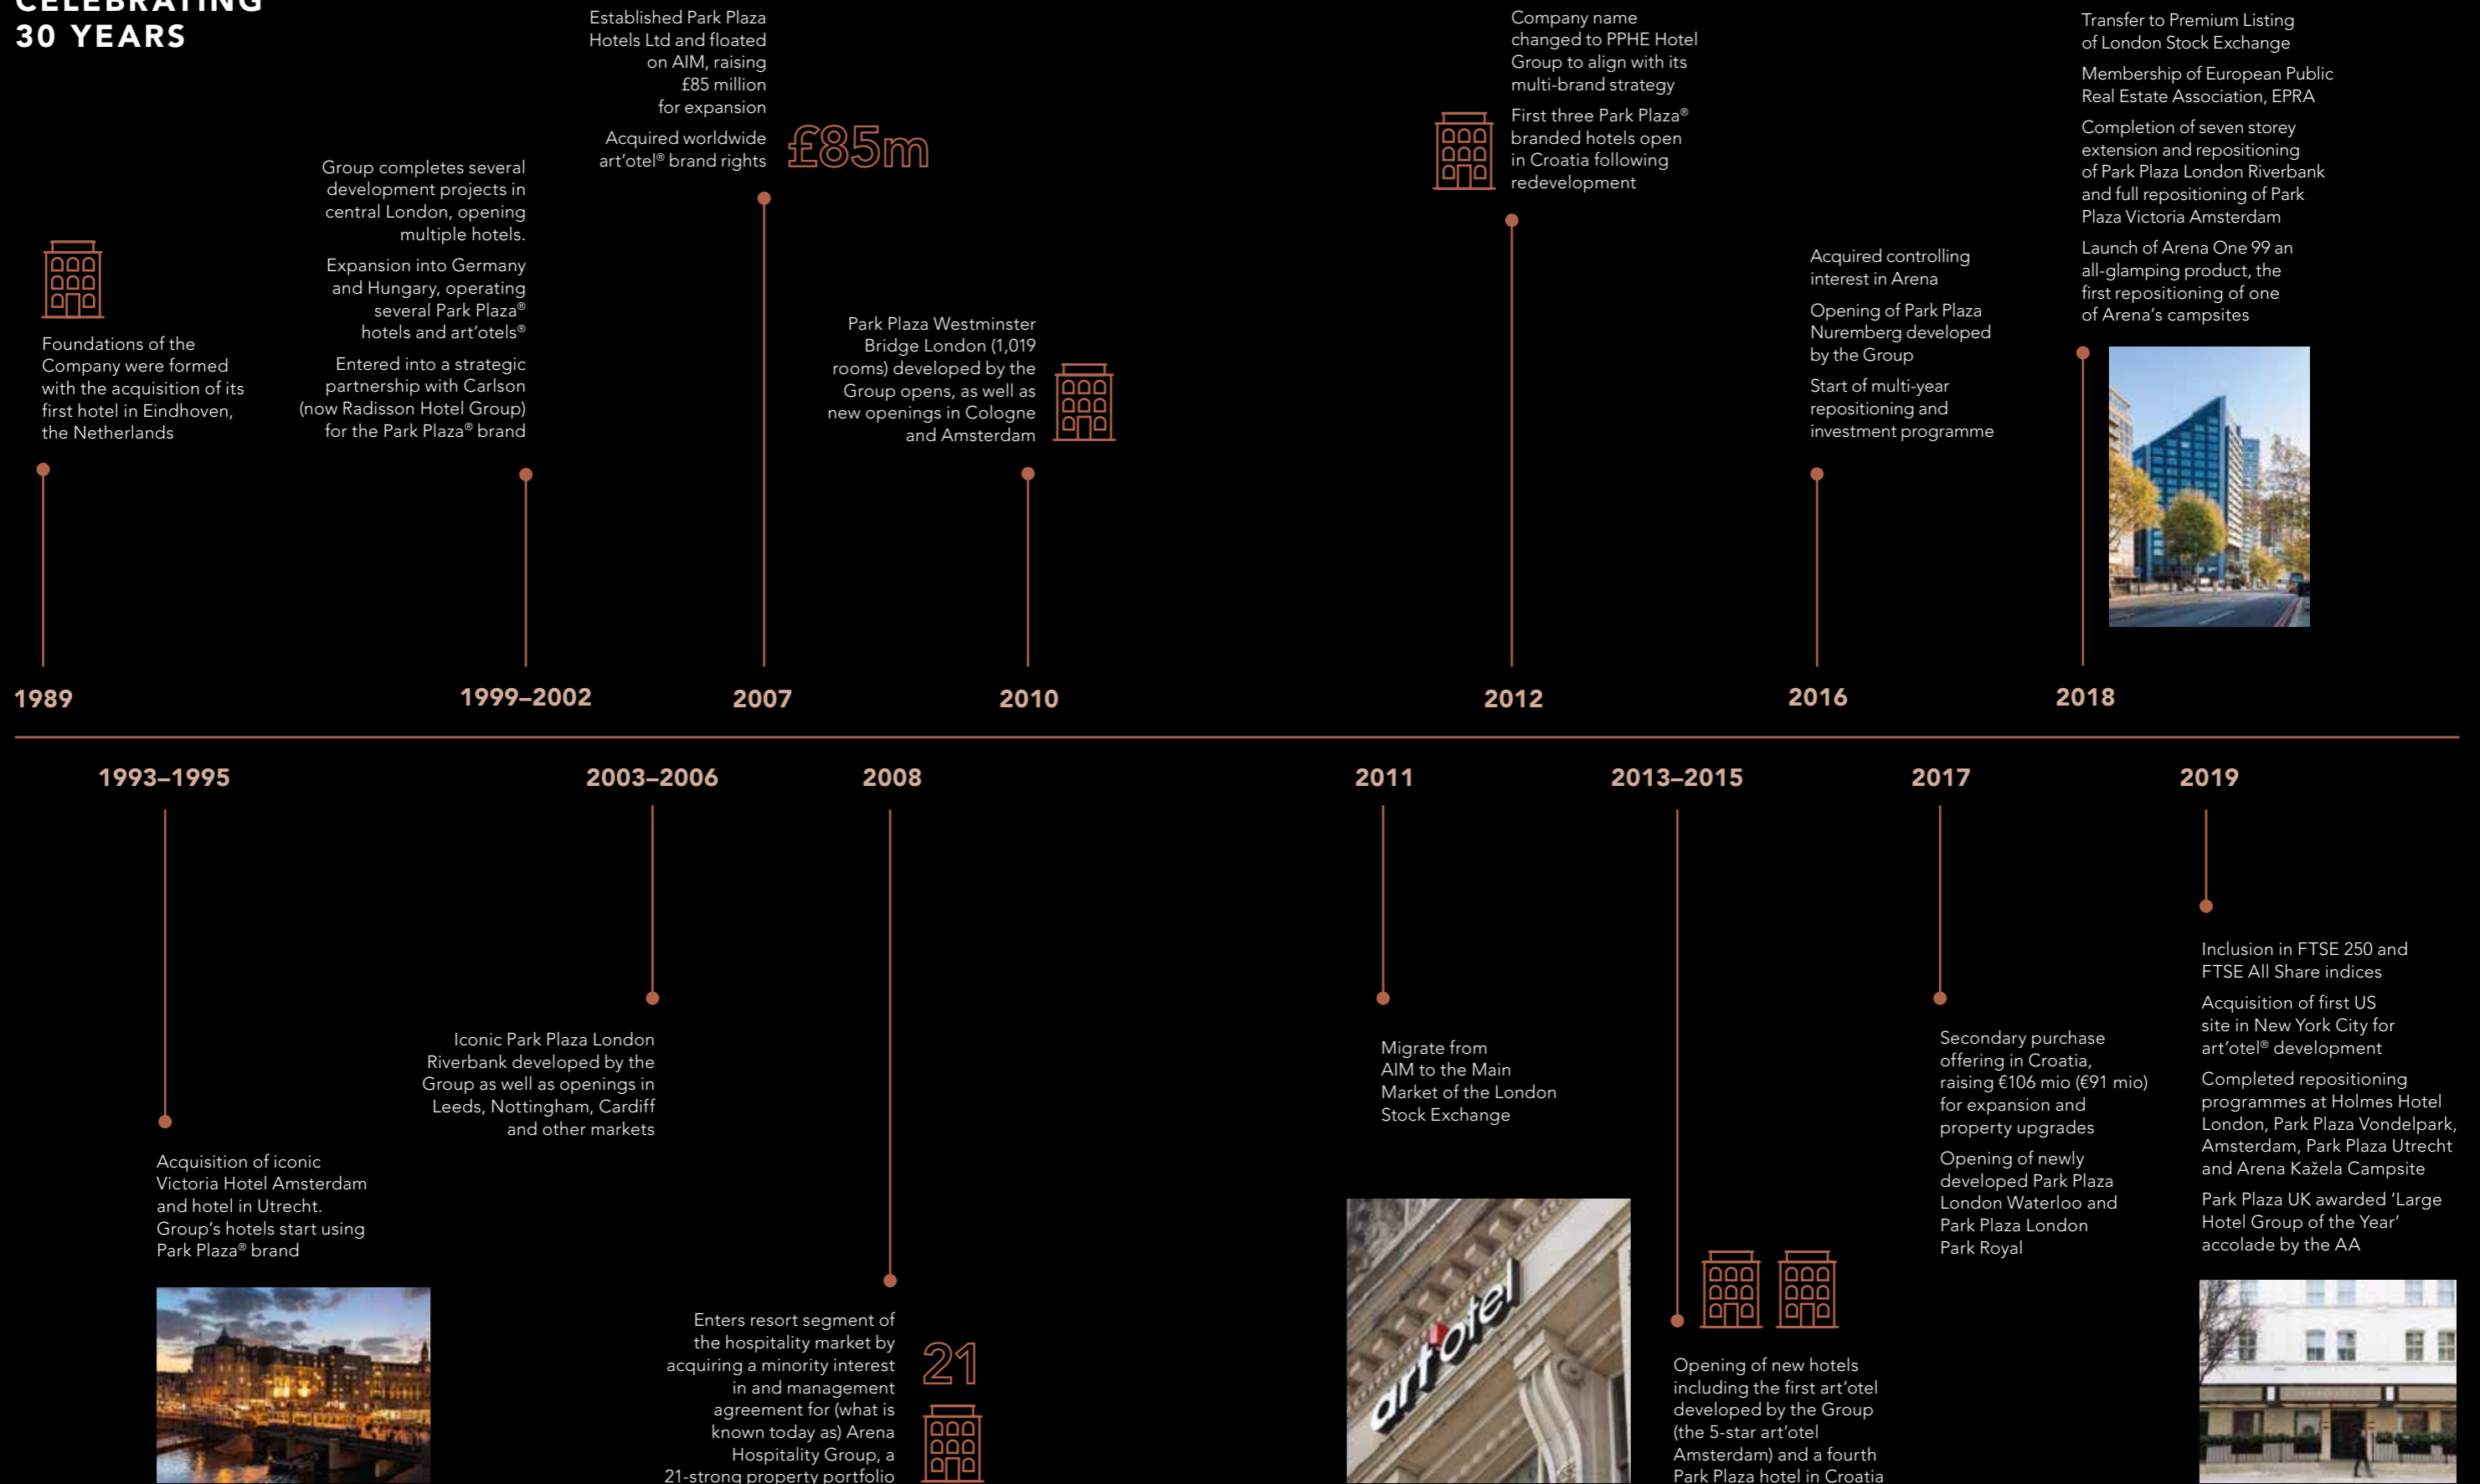 CELEBRATING
30 YEARS
Foundations of the
Company were formed
with the acquisition of its
first hotel in Eindhoven,
the Netherlands
1989
Group completes several
development projects in
central London, opening
multiple hotels.
Expansion into Germany
and Hungary, operating
several Park Plaza®
hotels and art'otels®
Entered into a strategic
partnership with Carlson
(now Radisson Hotel Group)
for the Park Plaza® brand
1999–2002
Established Park Plaza
Hotels Ltd and floated
on AIM, raising
£85 million
for expansion
Acquired worldwide
art'otel® brand rights
£85m
2007
Park Plaza Westminster
Bridge London (1,019
rooms) developed by the
Group opens, as well as
new openings in Cologne
and Amsterdam
2010
Company name
changed to PPHE Hotel
Group to align with its
multi-brand strategy
First three Park Plaza®
branded hotels open
in Croatia following
redevelopment
2012
Acquired controlling
interest in Arena
Opening of Park Plaza
Nuremberg developed
by the Group
Start of multi-year
repositioning and
investment programme
2016
Transfer to Premium Listing
of London Stock Exchange
Membership of European Public
Real Estate Association, EPRA
Completion of seven storey
extension and repositioning
of Park Plaza London Riverbank
and full repositioning of Park
Plaza Victoria Amsterdam
Launch of Arena One 99 an
all-glamping product, the
first repositioning of one
of Arena's campsites
2018
1993–1995
Acquisition of iconic
Victoria Hotel Amsterdam
and hotel in Utrecht.
Group's hotels start using
Park Plaza® brand
2003–2006
Iconic Park Plaza London
Riverbank developed by the
Group as well as openings in
Leeds, Nottingham, Cardiff
and other markets
2008
Enters resort segment of
the hospitality market by
acquiring a minority interest
in and management
agreement for (what is
known today as) Arena
Hospitality Group, a
21-strong property portfolio
21
2011
Migrate from
AIM to the Main
Market of the London
Stock Exchange
art'otel
2013–2015
Opening of new hotels
including the first art'otel
developed by the Group
(the 5-star art'otel
Amsterdam) and a fourth
Park Plaza hotel in Croatia
2017
Secondary purchase
offering in Croatia,
raising €106 mio (€91 mio)
for expansion and
property upgrades
Opening of newly
developed Park Plaza
London Waterloo and
Park Plaza London
Park Royal
2019
Inclusion in FTSE 250 and
FTSE All Share indices
Acquisition of first US
site in New York City for
art'otel® development
Completed repositioning
programmes at Holmes Hotel
London, Park Plaza Vondelpark,
Amsterdam, Park Plaza Utrecht
and Arena Kažela Campsite
Park Plaza UK awarded 'Large
Hotel Group of the Year'
accolade by the AA